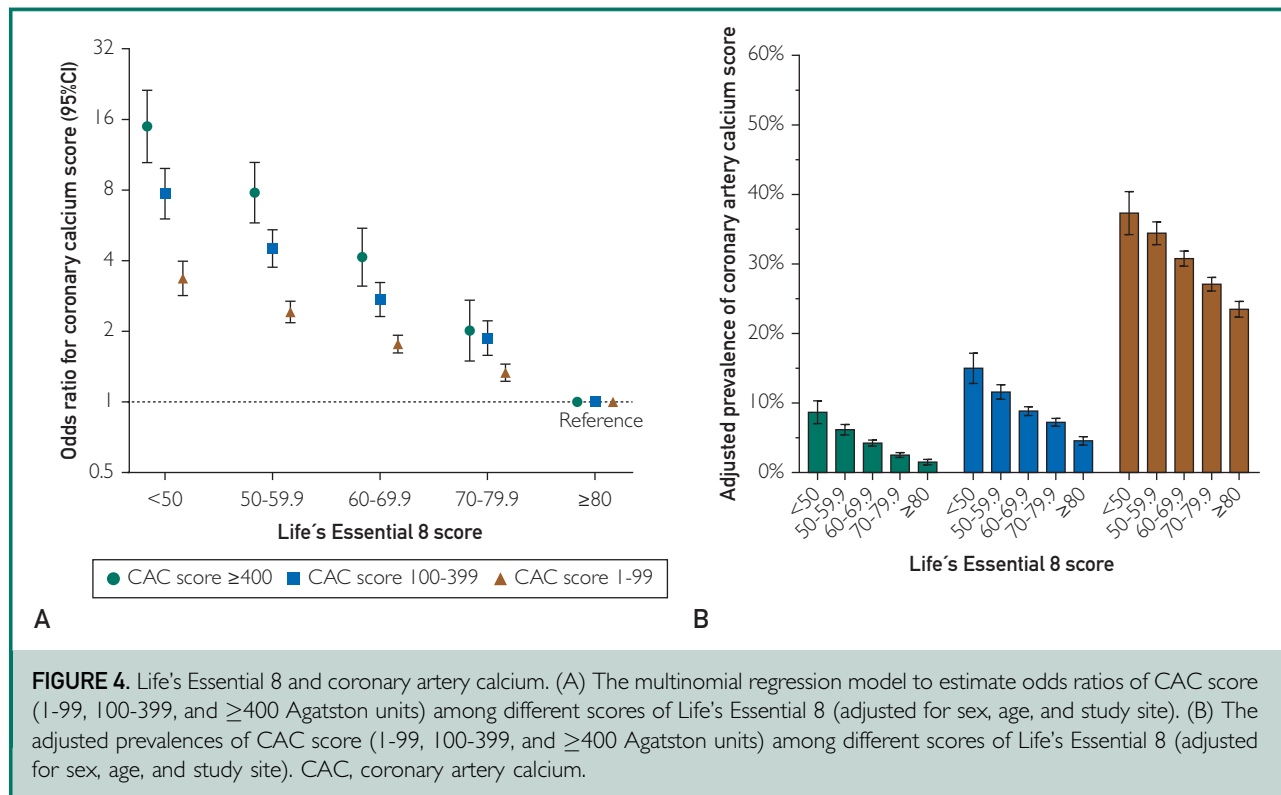 Odds ratio for coronary calcium score (95%CI)
32
16
8
4
2
1
0.5
Reference
<50
50-59.9
60-69.9
70-79.9
≥80
Life´s Essential 8 score
CAC score ≥400 CAC score 100-399 CAC score 1-99
A
Adjusted prevalence of coronary artery calcium score
60%
50%
40%
30%
20%
10%
0%
<50
50-59.9
60-69.9
70-79.9
≥80
<50
50-59.9
60-69.9
70-79.9
≥80
<50
50-59.9
60-69.9
70-79.9
≥80
Life´s Essential 8 score
B
FIGURE 4. Life's Essential 8 and coronary artery calcium. (A) The multinomial regression model to estimate odds ratios of CAC score
(1-99, 100-399, and ≥400 Agatston units) among different scores of Life's Essential 8 (adjusted for sex, age, and study site). (B) The
adjusted prevalences of CAC score (1-99, 100-399, and ≥400 Agatston units) among different scores of Life's Essential 8 (adjusted
for sex, age, and study site). CAC, coronary artery calcium.